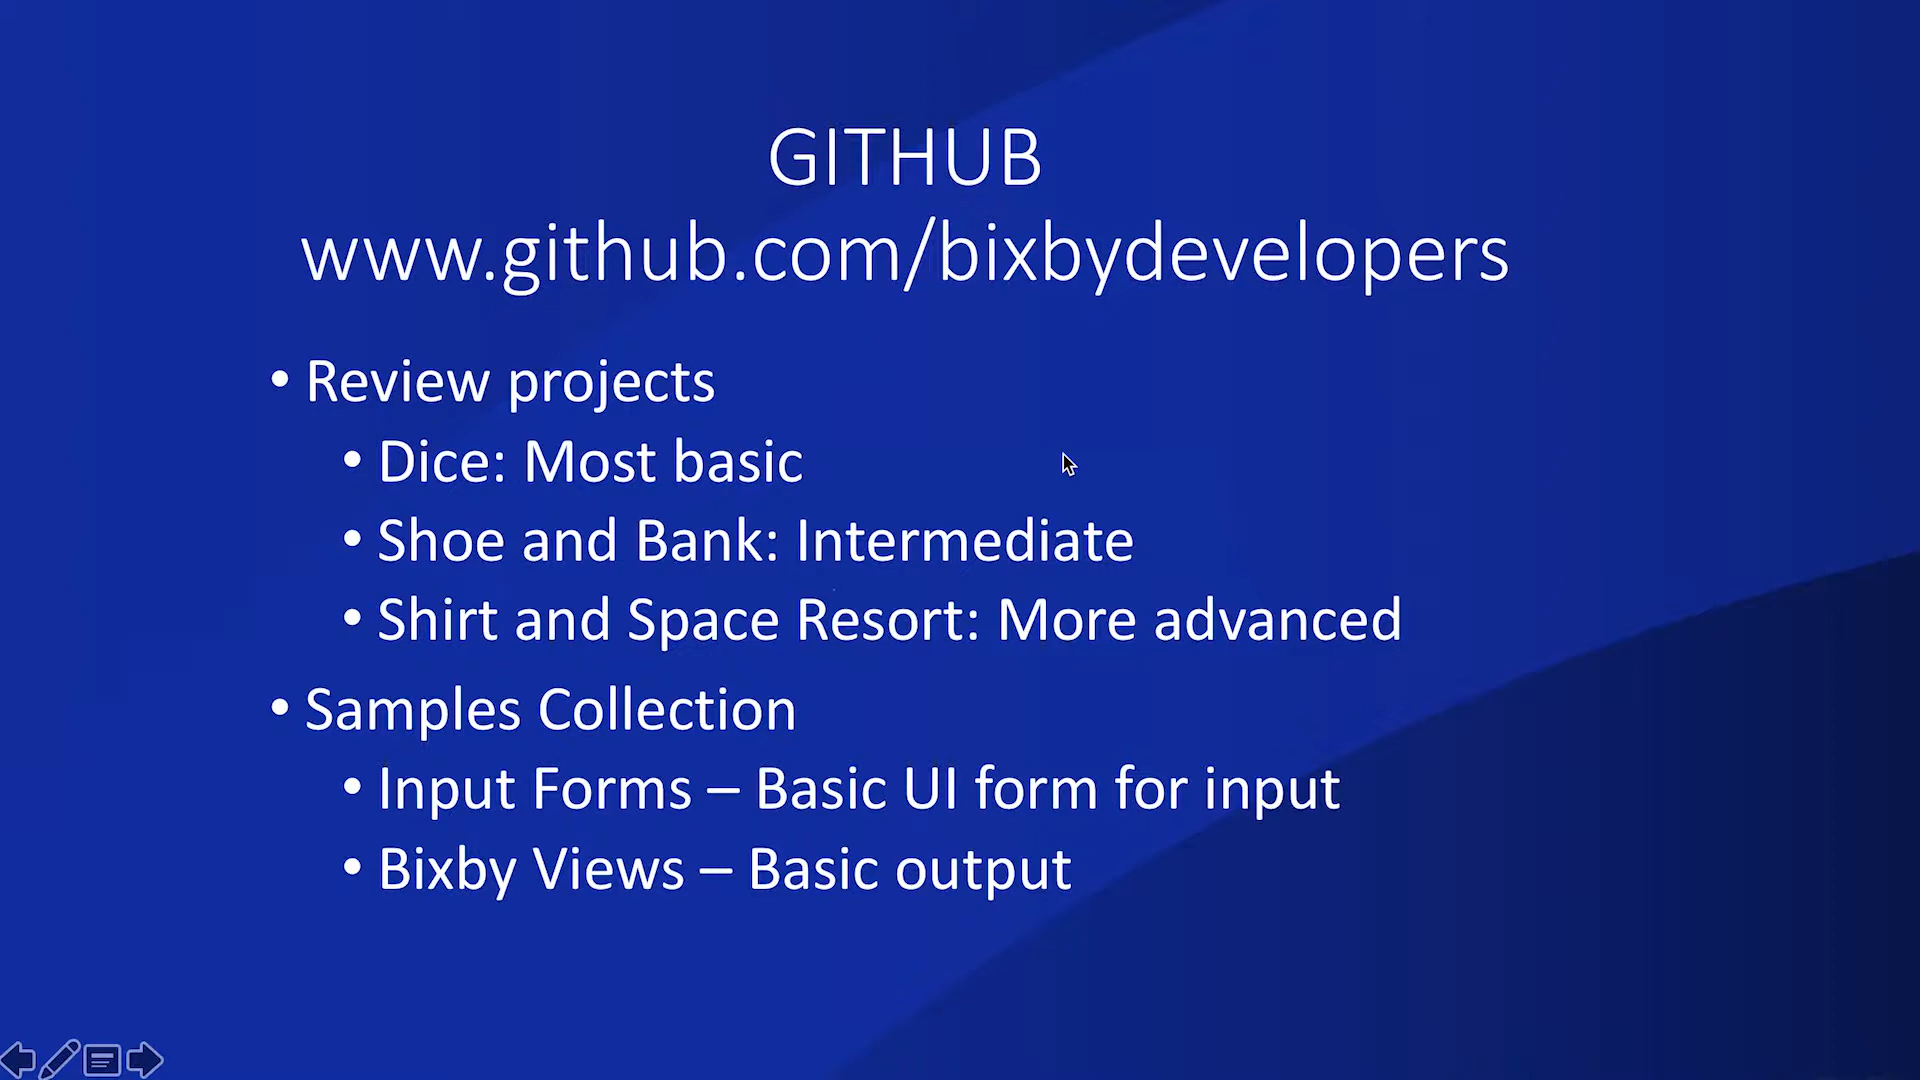 GITHUB
www.github.com/bixbydevelopers
• Review projects
• Dice: Most basic
• Shoe and Bank: Intermediate
• Shirt and Space Resort: More advanced
• Samples Collection
• Input Forms – Basic UI form for input
• Bixby Views – Basic output